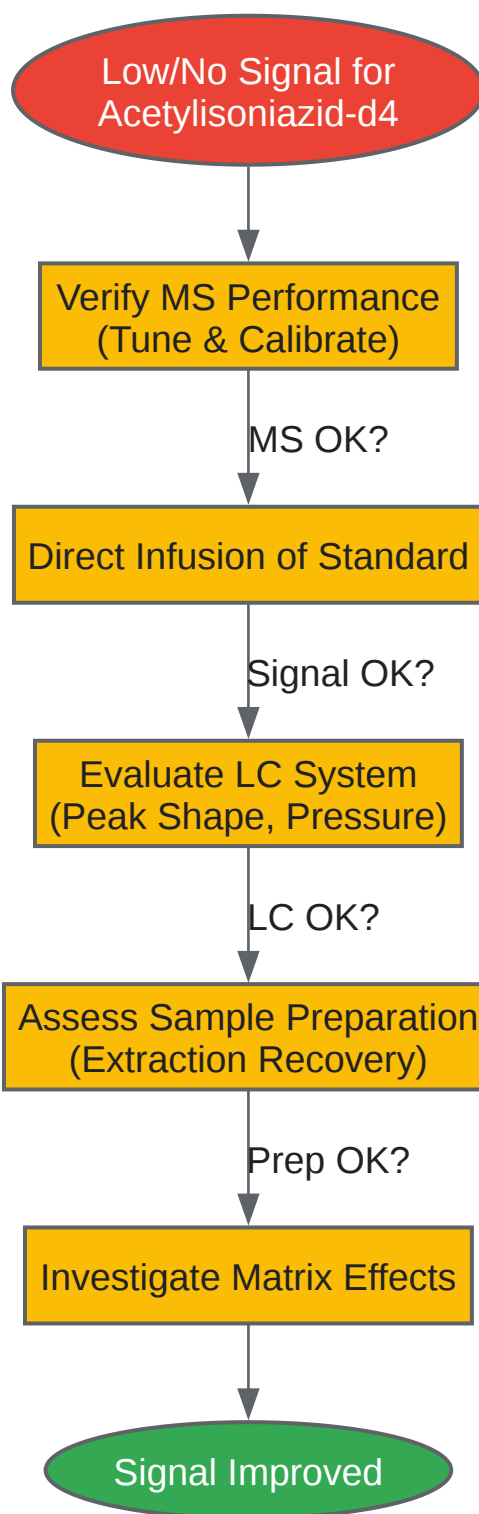 Low/No Signal for
Acetylisoniazid-d4
Verify MS Performance
(Tune & Calibrate)
MS OK?
Direct Infusion of Standard
Signal OK?
Evaluate LC System
(Peak Shape, Pressure)
LC OK?
Assess Sample Preparation
(Extraction Recovery)
Prep OK?
Investigate Matrix Effects
Signal Improved